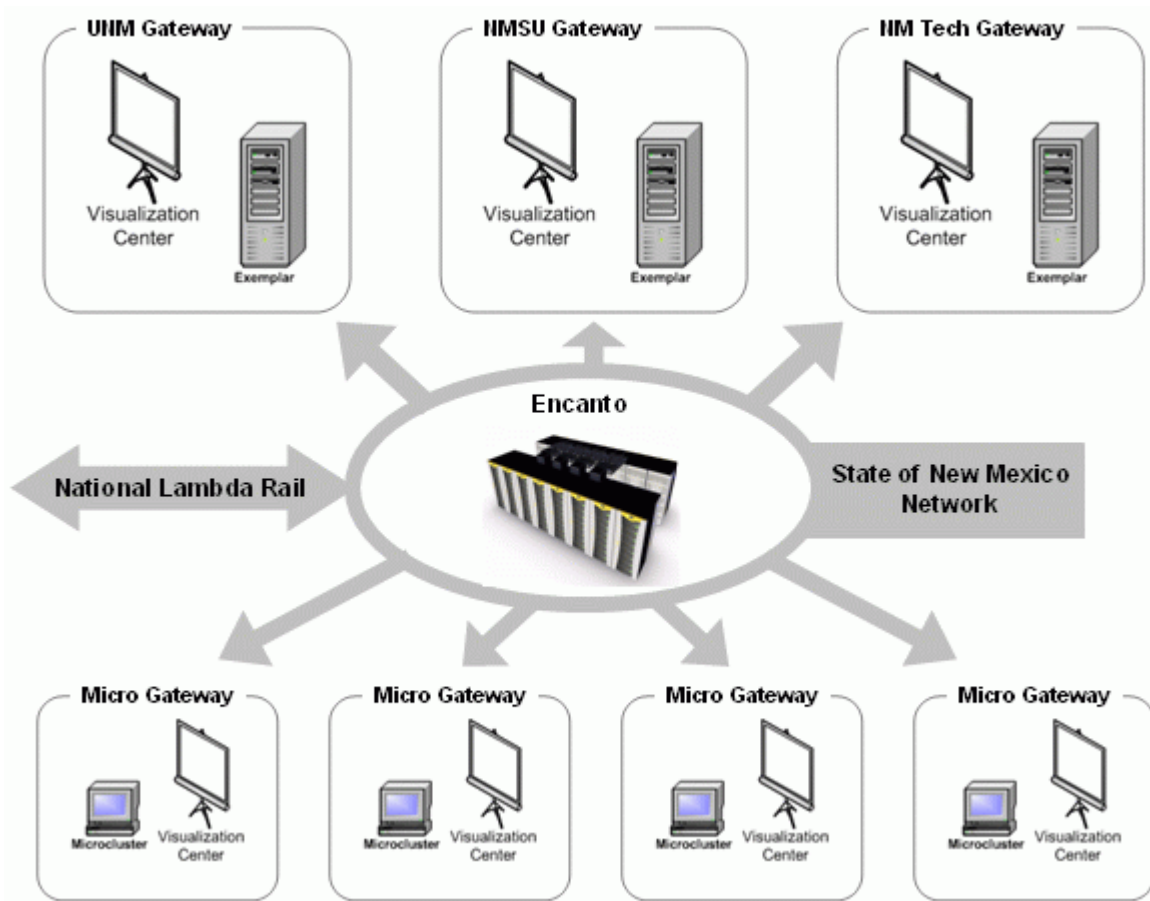 UNM Gateway
Visualization
Center
Exemplar
NMSU Gateway
Visualization
Center
Exemplar
NM Tech Gateway
Visualization
Center
Exemplar
Encanto
National Lambda Rail
State of New Mexico
Network
Micro Gateway
Microcluster
Visualization
Center
Micro Gateway
Microcluster
Visualization
Center
Micro Gateway
Microcluster
Visualization
Center
Micro Gateway
Microcluster
Visualization
Center